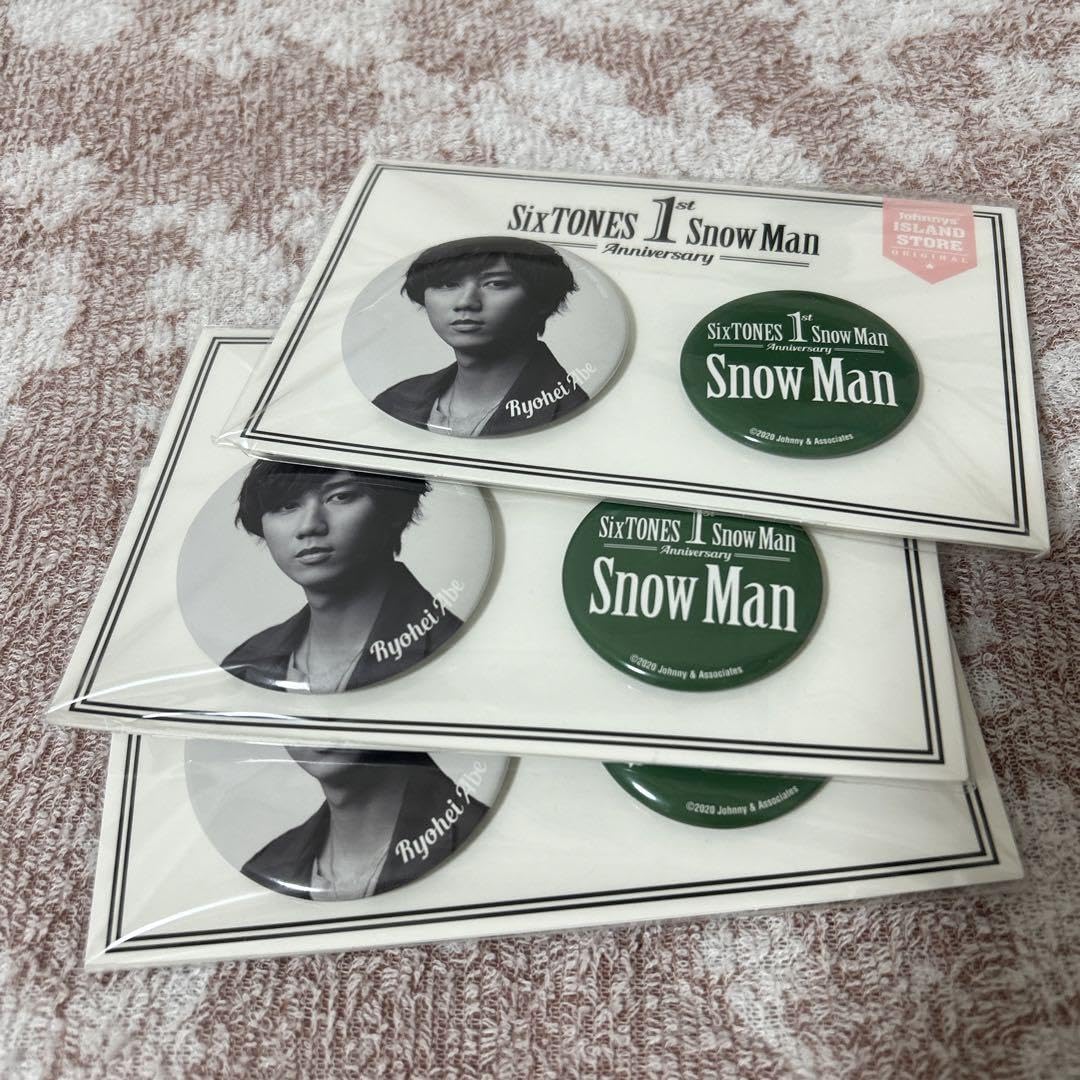 SixTONES 1st Snow Man
Anniversary
Johnnys'
ISLAND
STORE
ORIGINAL
Ryohei Abe
SixTONES 1st Snow Man
Anniversary
Snow Man
©2020 Johnny & Associates
Ryohei Abe
SixTONES 1st Snow Man
Anniversary
Snow Man
©2020 Johnny & Associates
Ryohei Abe
©2020 Johnny & Associates